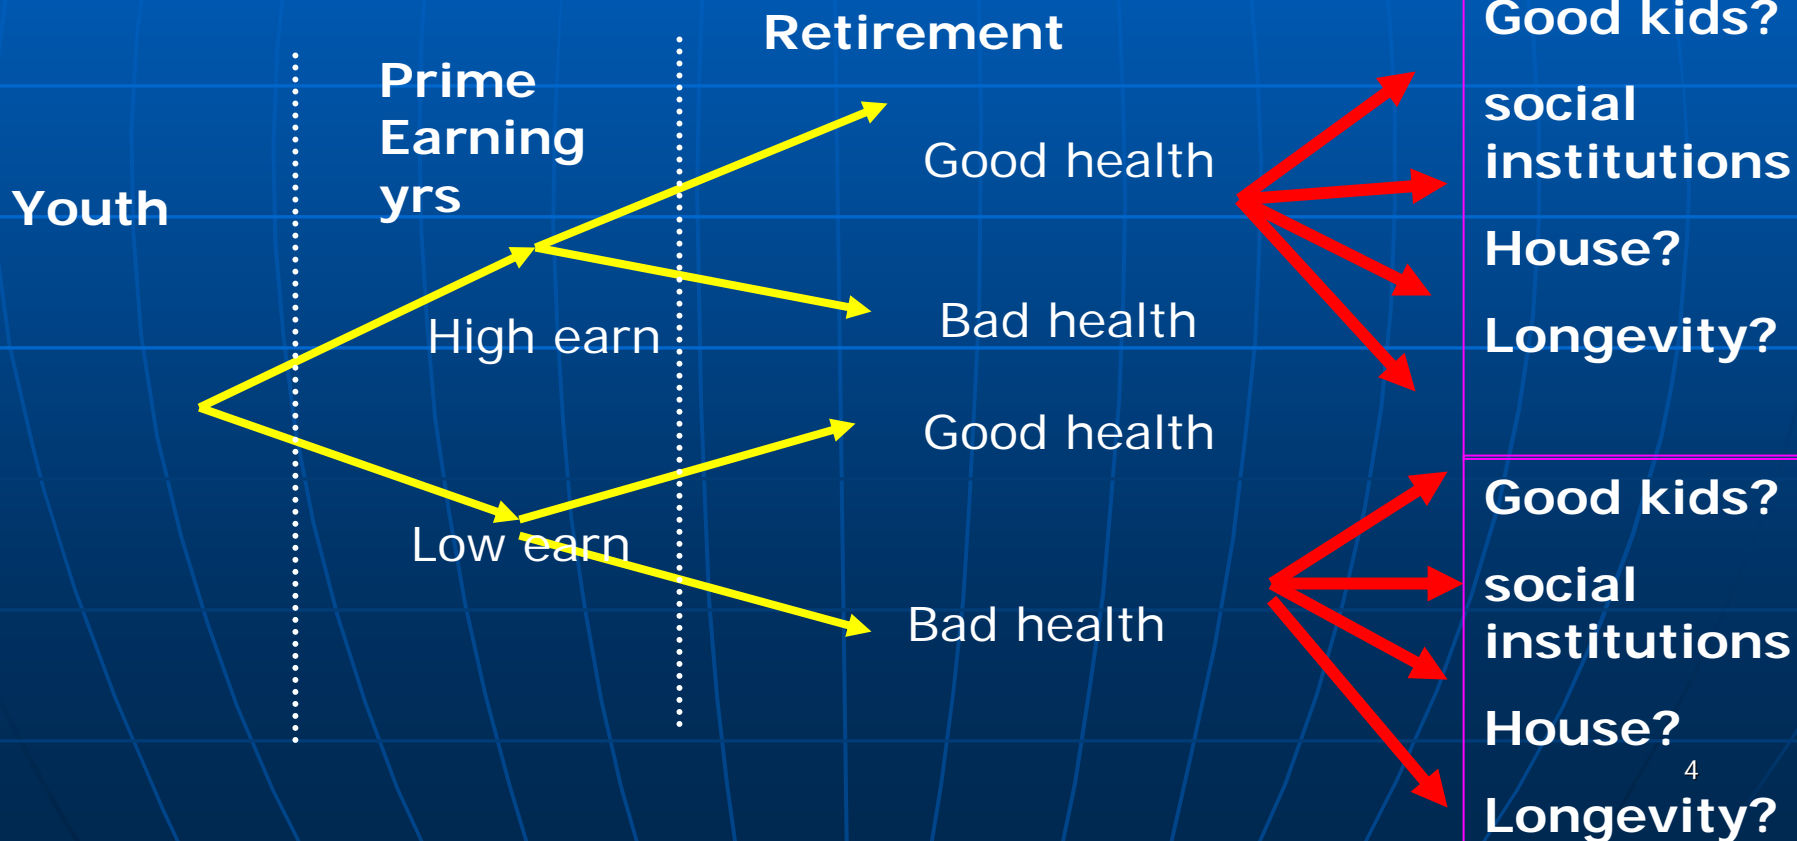 Youth
Prime
Earning
yrs
High earn
Low earn
Retirement
Good health
Bad health
Good health
Bad health
Good kids?
social
institutions
House?
Longevity?
Good kids?
social
institutions
House?
4
Longevity?